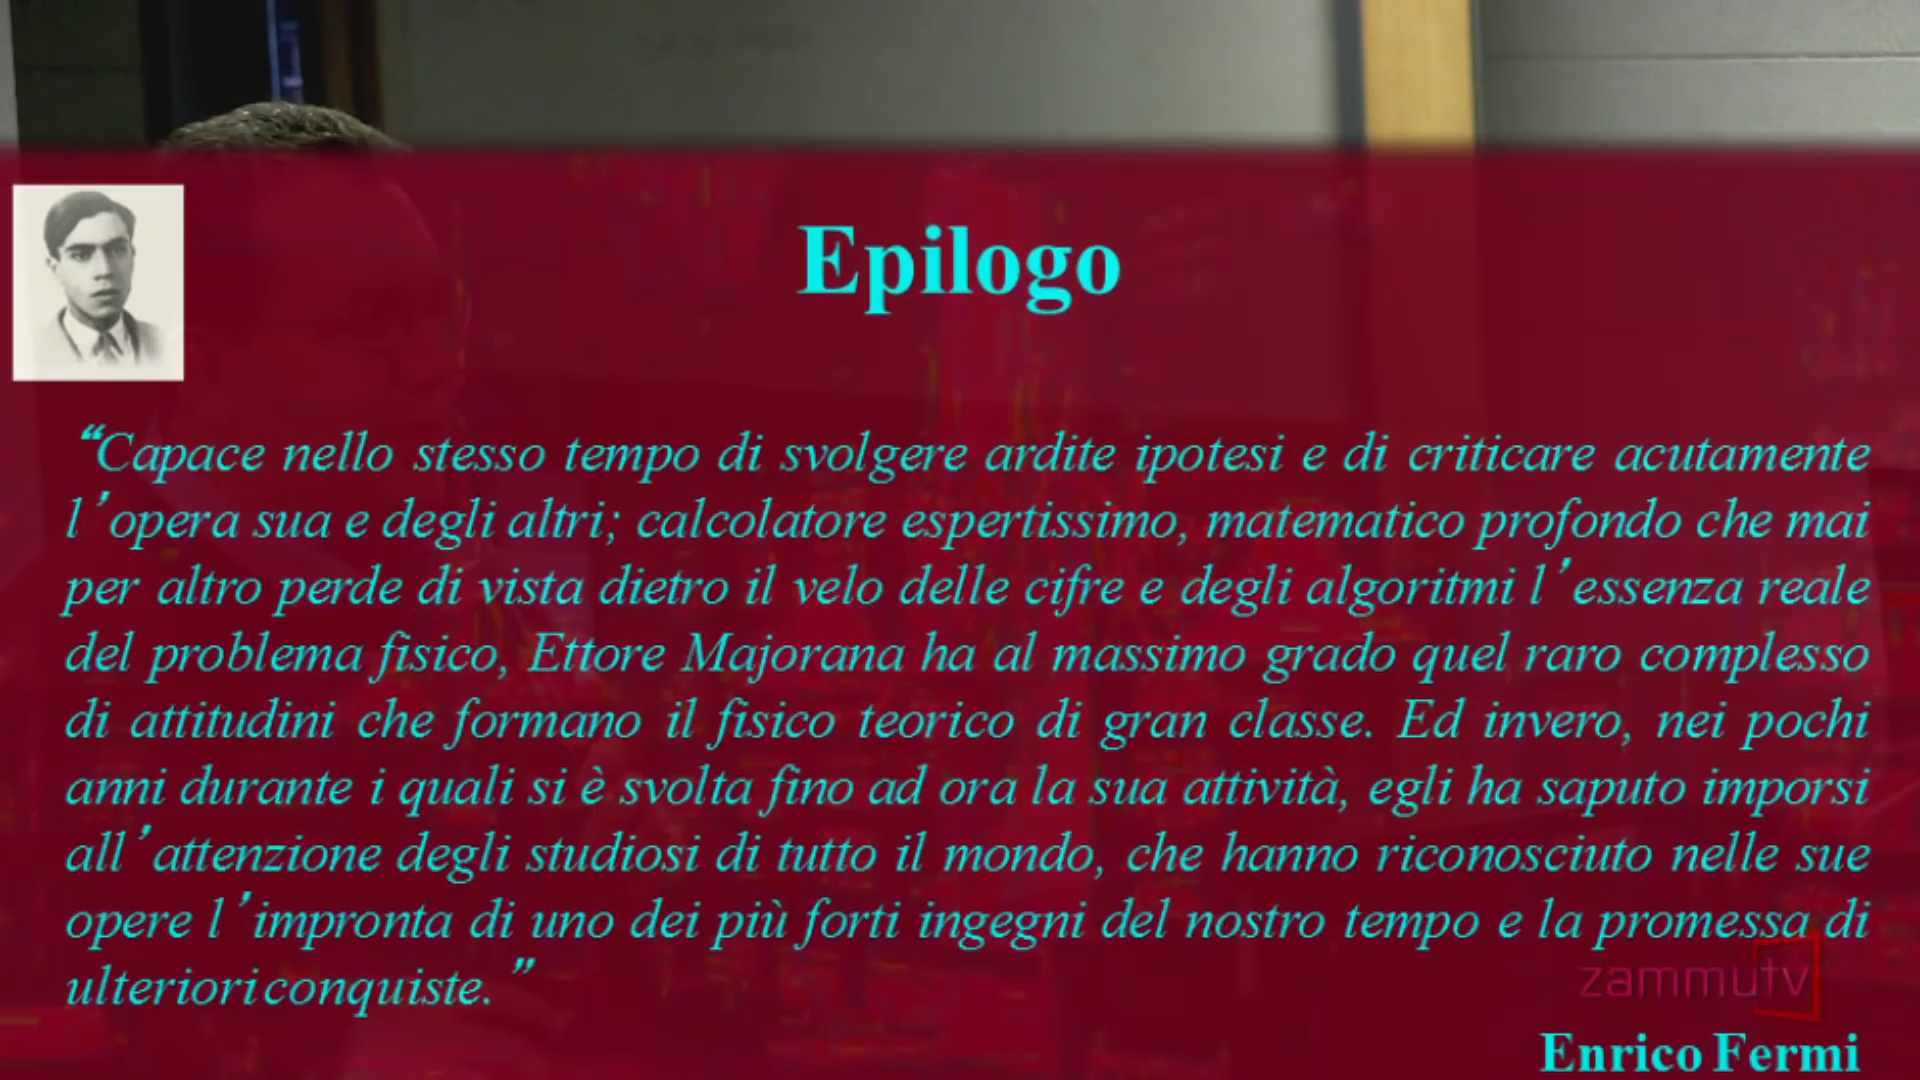 Epilogo
“Capace nello stesso tempo di svolgere ardite ipotesi e di criticare acutamente
l’opera sua e degli altri; calcolatore espertissimo, matematico profondo che mai
per altro perde di vista dietro il velo delle cifre e degli algoritmi l’essenza reale
del problema fisico, Ettore Majorana ha al massimo grado quel raro complesso
di attitudini che formano il fisico teorico di gran classe. Ed invero, nei pochi
anni durante i quali si è svolta fino ad ora la sua attività, egli ha saputo imporsi
all’attenzione degli studiosi di tutto il mondo, che hanno riconosciuto nelle sue
opere l’impronta di uno dei più forti ingegni del nostro tempo e la promessa di
ulteriori conquiste.”
zammutv
Enrico Fermi